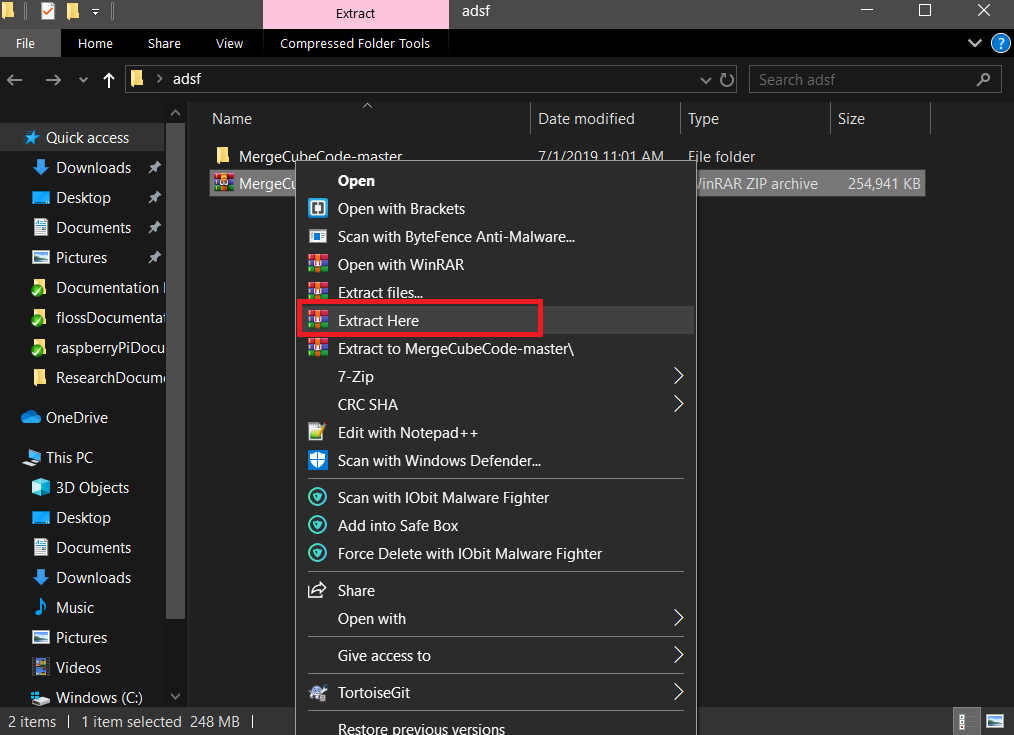 Extract
adsf
File
Home
Share
View
Compressed Folder Tools
?
adsf
Search adsf
Name
Date modified
Type
Size
Quick access
Downloads
Desktop
Documents
Pictures
Documentation
flossDocumentat
raspberryPiDocu
ResearchDocume
OneDrive
This PC
3D Objects
Desktop
Documents
Downloads
Music
Pictures
Videos
Windows (C:)
MergeCubeCode-master
7/1/2019 11:01 AM
File folder
MergeCu
WinRAR ZIP archive
254,941 KB
Open
Open with Brackets
Scan with ByteFence Anti-Malware...
Open with WinRAR
Extract files...
Extract Here
Extract to MergeCubeCode-master\
7-Zip
CRC SHA
Edit with Notepad++
Scan with Windows Defender...
Scan with IObit Malware Fighter
Add into Safe Box
Force Delete with IObit Malware Fighter
Share
Open with
Give access to
TortoiseGit
Restore previous versions
2 items
1 item selected 248 MB